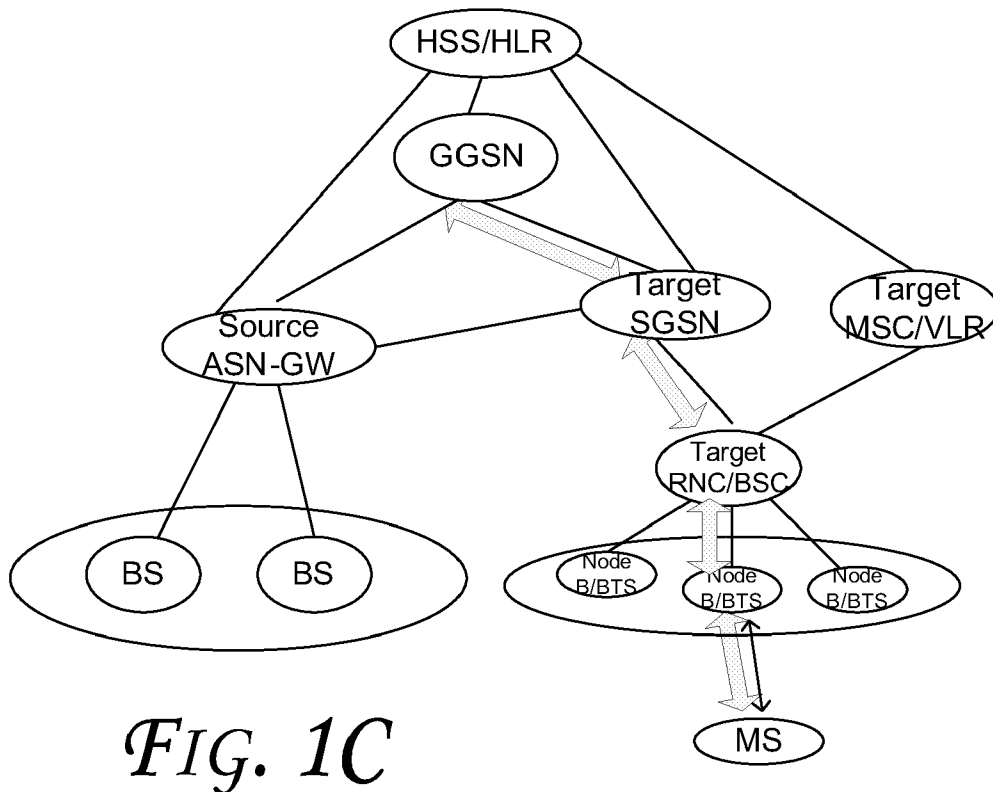 HSS/HLR
GGSN
Target
SGSN
Target
MSC/VLR
Source
ASN-GW
Target
RNC/BSC
BS
BS
Node
B/BTS
Node
B/BTS
Node
B/BTS
MS
FIG. 1C